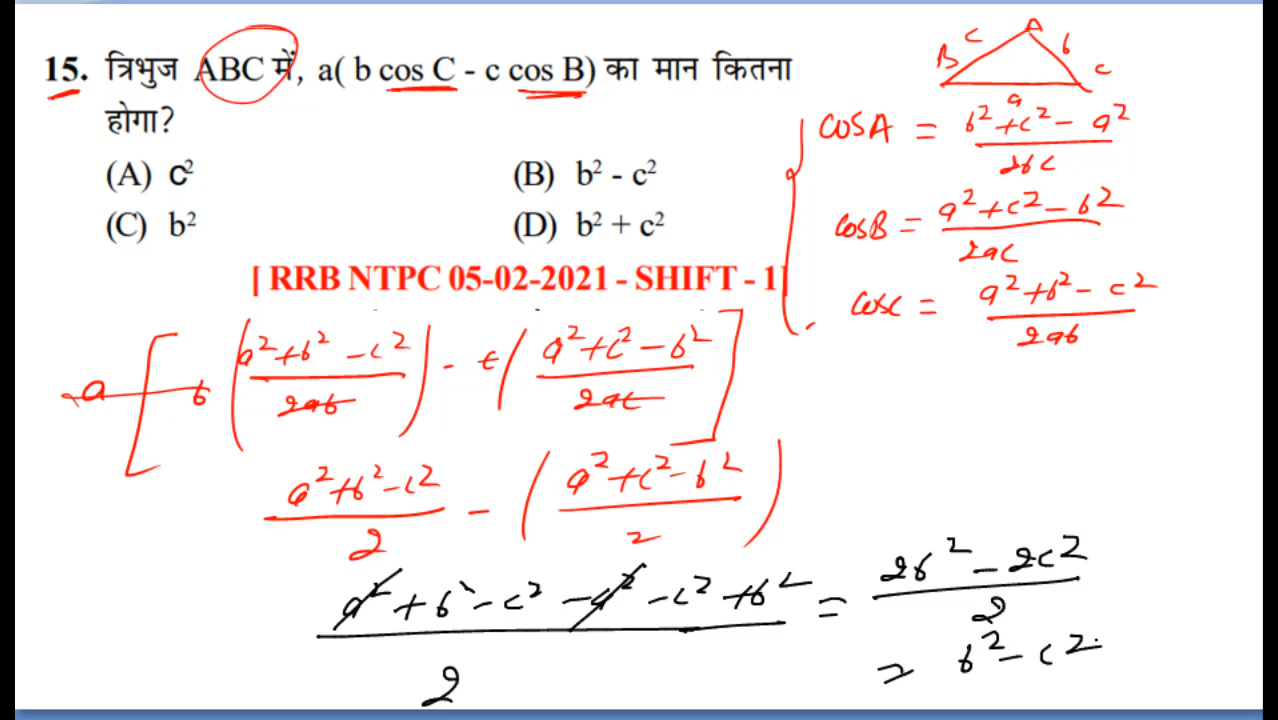 15. त्रिभुज ABC में, a( b cos C - c cos B) का मान कितना
होगा?
(A) c²
(B) b² - c²
(C) b²
(D) b² + c²
[ RRB NTPC 05-02-2021 - SHIFT - 1]
A
c b
B C
a
cosA = (b² + c² - a²)/2bc
cosB = (a² + c² - b²)/2ac
cosC = (a² + b² - c²)/2ab
a [ b ( (a² + b² - c²)/2ab ) - c ( (a² + c² - b²)/2ac ) ]
(a² + b² - c²)/2 - ( (a² + c² - b²)/2 )
(a² + b² - c² - a² - c² + b²)/2 = (2b² - 2c²)/2
= b² - c²